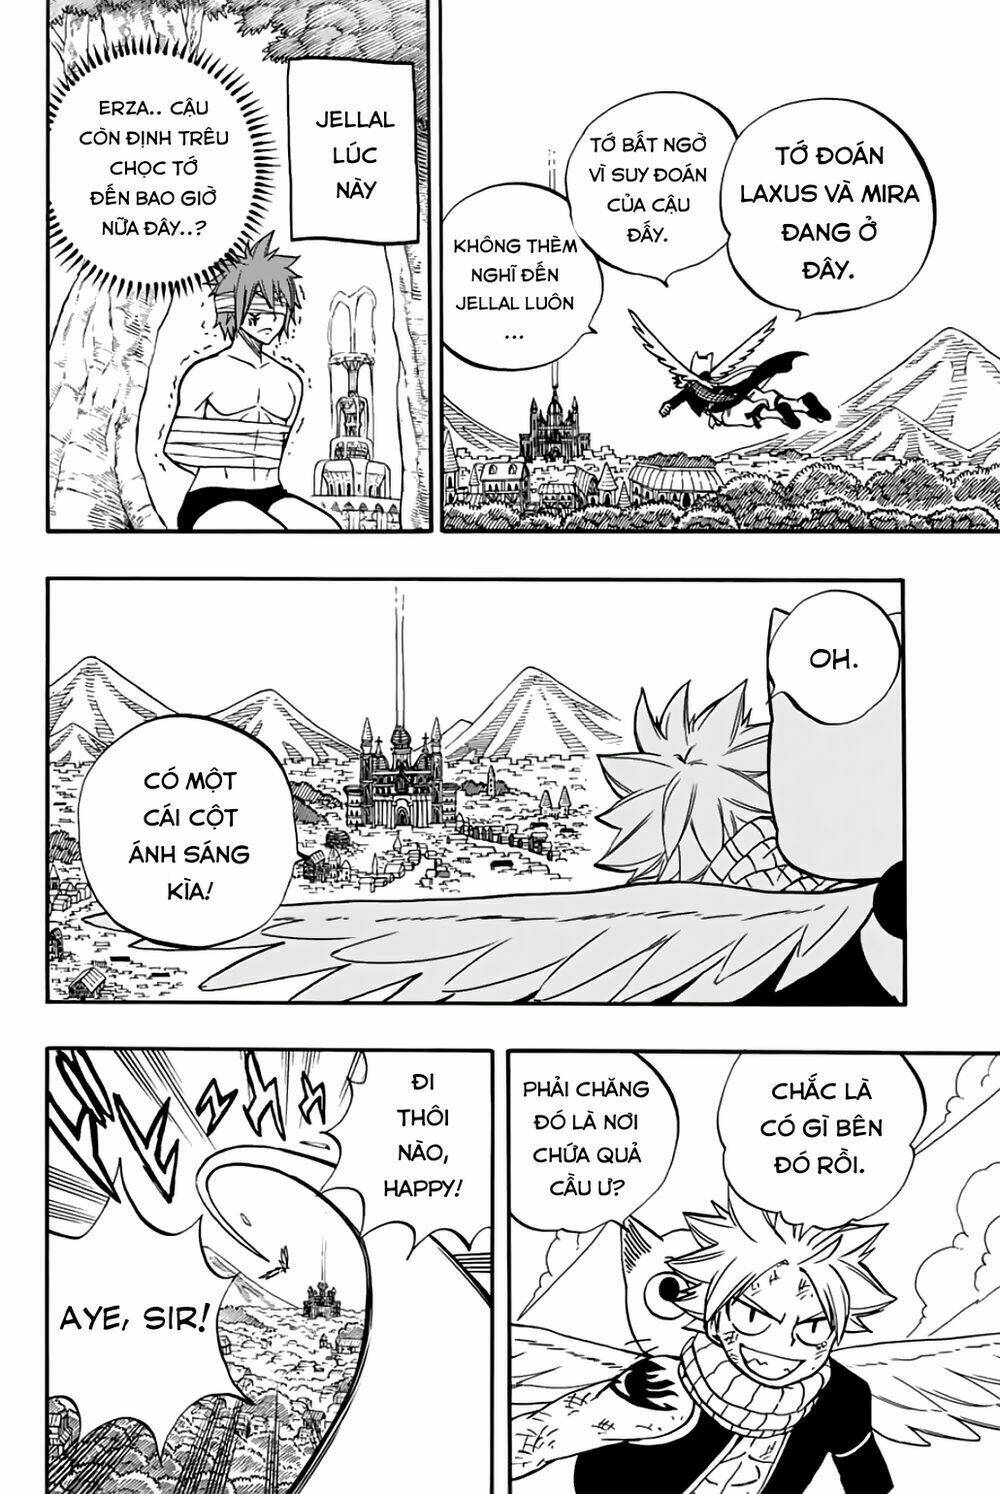 TỚ ĐOÁN
LAXUS VÀ MIRA
ĐANG Ở
ĐÂY.
TỚ BẤT NGỜ
VÌ SUY ĐOÁN
CỦA CẬU
ĐẤY.
KHÔNG THÈM
NGHĨ ĐẾN
JELLAL LUÔN
...
JELLAL
LÚC
NÀY
ERZA.. CẬU
CÒN ĐỊNH TRÊU
CHỌC TỚ
ĐẾN BAO GIỜ
NỮA ĐÂY..?
OH.
CÓ MỘT
CÁI CỘT
ÁNH SÁNG
KÌA!
CHẮC LÀ
CÓ GÌ BÊN
ĐÓ RỒI.
PHẢI CHĂNG
ĐÓ LÀ NƠI
CHỨA QUẢ
CẦU Ư?
ĐI
THÔI
NÀO,
HAPPY!
AYE, SIR!